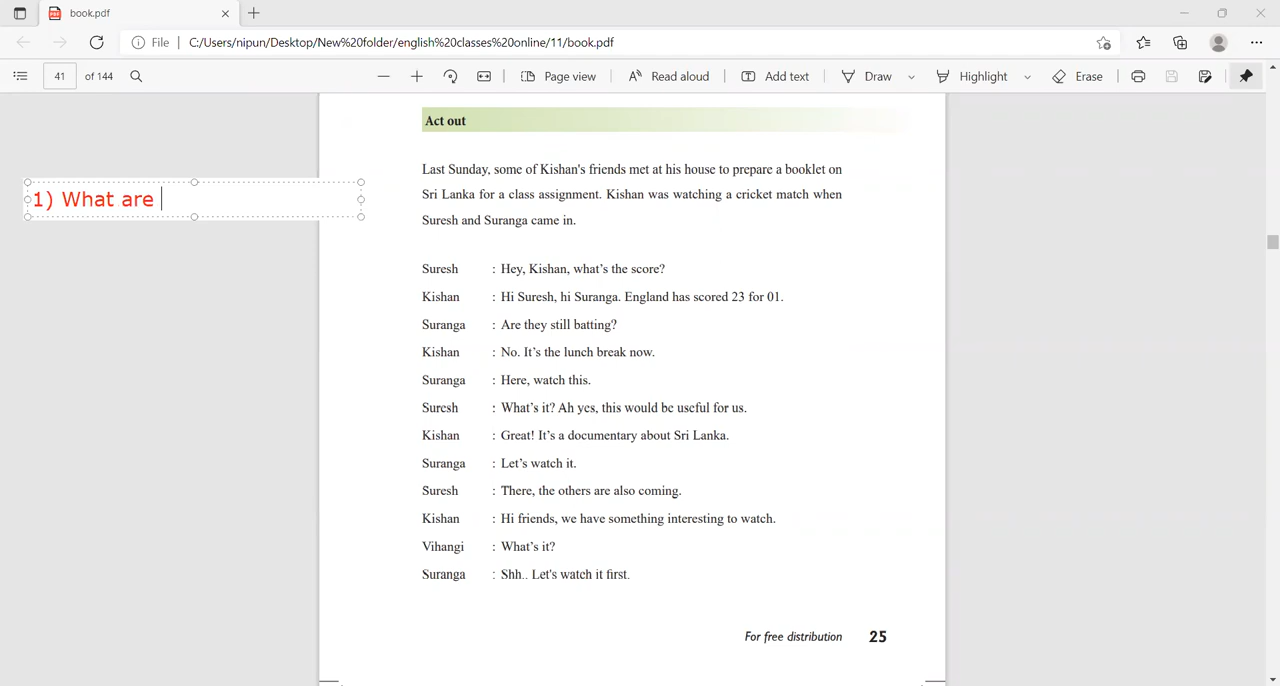 book.pdf
File
C:/Users/nipun/Desktop/New%20folder/english%20classes%20online/11/book.pdf
41 of 144
Page view
Read aloud
Add text
Draw
Highlight
Erase
Act out
1) What are
Last Sunday, some of Kishan's friends met at his house to prepare a booklet on
Sri Lanka for a class assignment. Kishan was watching a cricket match when
Suresh and Suranga came in.
Suresh : Hey, Kishan, what's the score?
Kishan : Hi Suresh, hi Suranga. England has scored 23 for 01.
Suranga : Are they still batting?
Kishan : No. It's the lunch break now.
Suranga : Here, watch this.
Suresh : What's it? Ah yes, this would be useful for us.
Kishan : Great! It's a documentary about Sri Lanka.
Suranga : Let's watch it.
Suresh : There, the others are also coming.
Kishan : Hi friends, we have something interesting to watch.
Vihangi : What's it?
Suranga : Shh.. Let's watch it first.
For free distribution 25